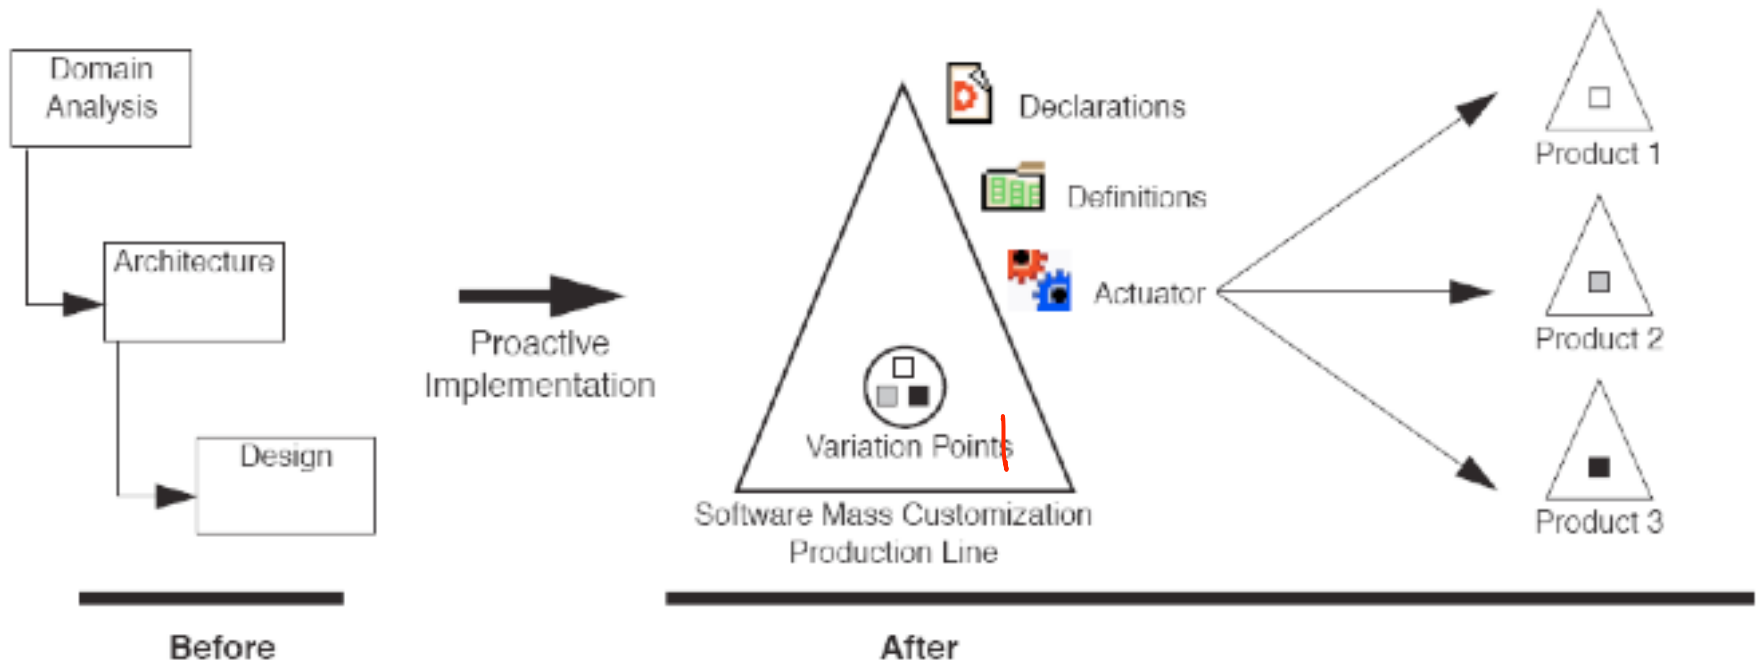 Domain
Analysis
Architecture
Design
Proactive
Implementation
Declarations
Definitions
Actuator
Variation Points
Software Mass Customization
Production Line
Product 1
Product 2
Product 3
Before
After